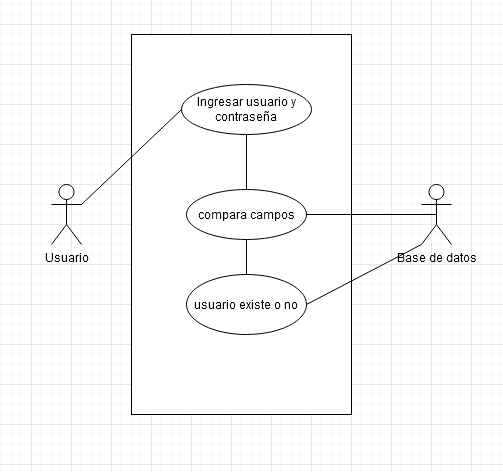 Ingresar usuario y
contraseña
compara campos
Usuario
Base de datos
usuario existe o no